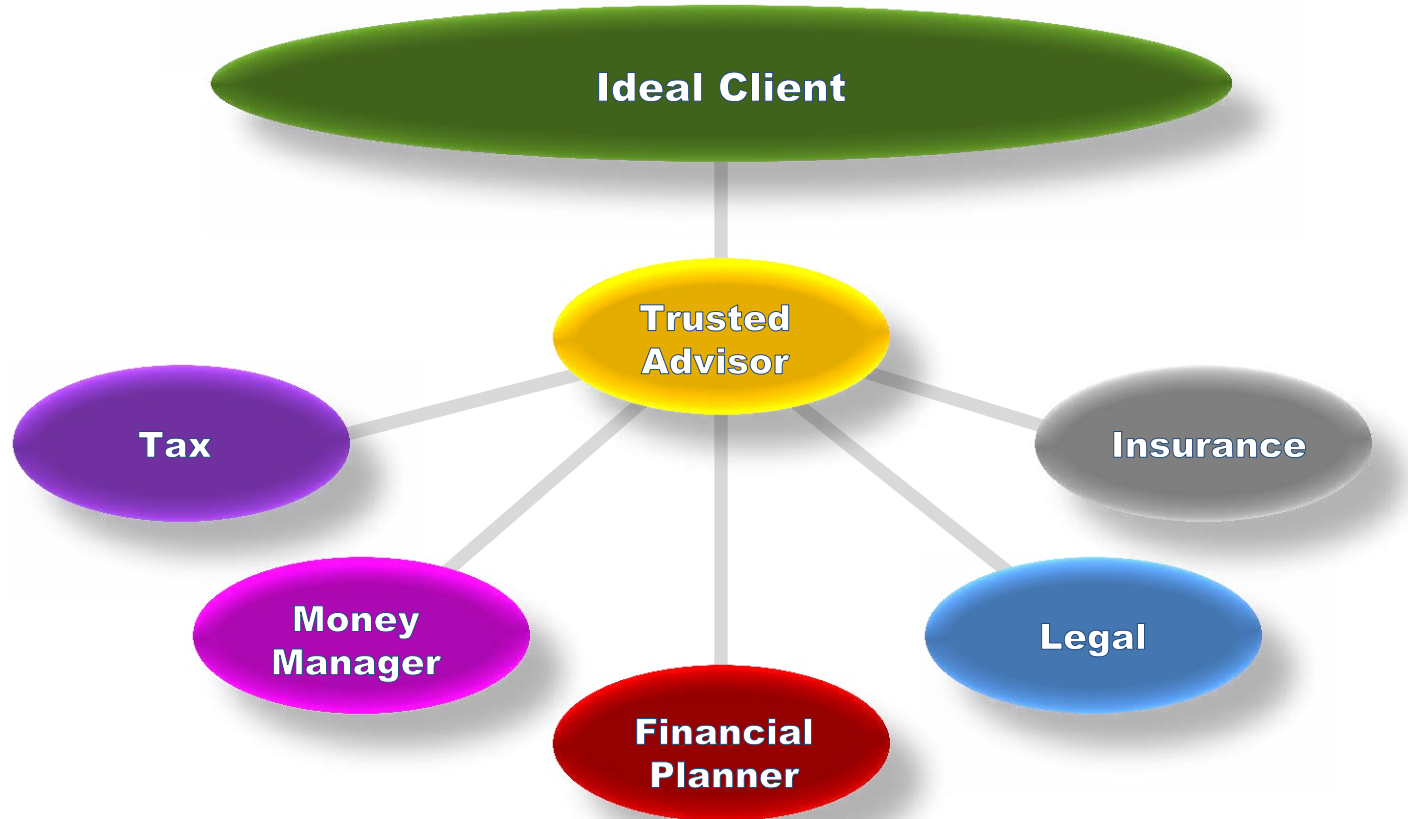 Ideal Client
Trusted
Advisor
Tax
Insurance
Money
Manager
Legal
Financial
Planner